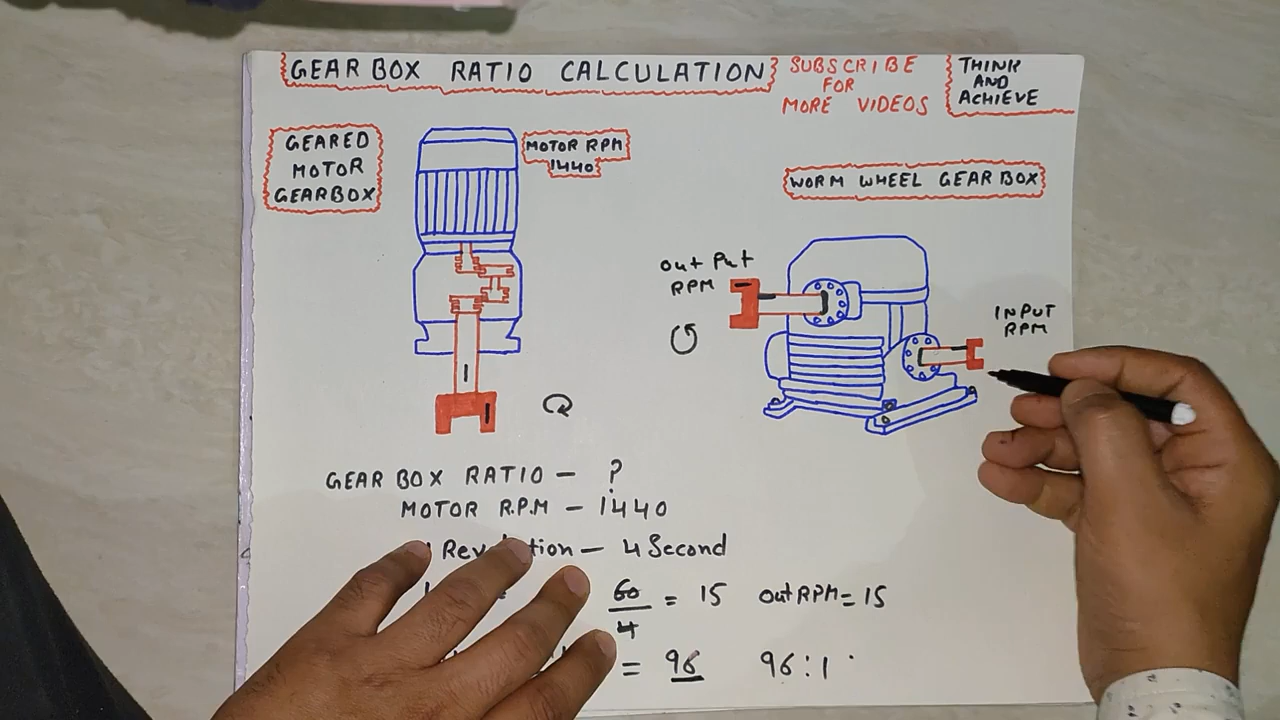 GEAR BOX RATIO CALCULATION
SUBSCRIBE
FOR
MORE VIDEOS
THINK
AND
ACHIEVE
GEARED
MOTOR
GEARBOX
MOTOR RPM
1440
WORM WHEEL GEAR BOX
OUT PUT
RPM
INPUT
RPM
GEAR BOX RATIO - ?
MOTOR R.P.M - 1440
- 4 Second
60
4
= 15 out RPM = 15
= 96 96:1